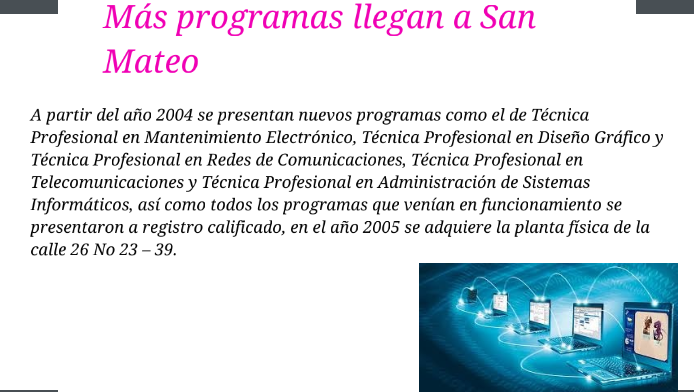 Más programas llegan a San
Mateo
A partir del año 2004 se presentan nuevos programas como el de Técnica
Profesional en Mantenimiento Electrónico, Técnica Profesional en Diseño Gráfico y
Técnica Profesional en Redes de Comunicaciones, Técnica Profesional en
Telecomunicaciones y Técnica Profesional en Administración de Sistemas
Informáticos, así como todos los programas que venían en funcionamiento se
presentaron a registro calificado, en el año 2005 se adquiere la planta física de la
calle 26 No 23 – 39.